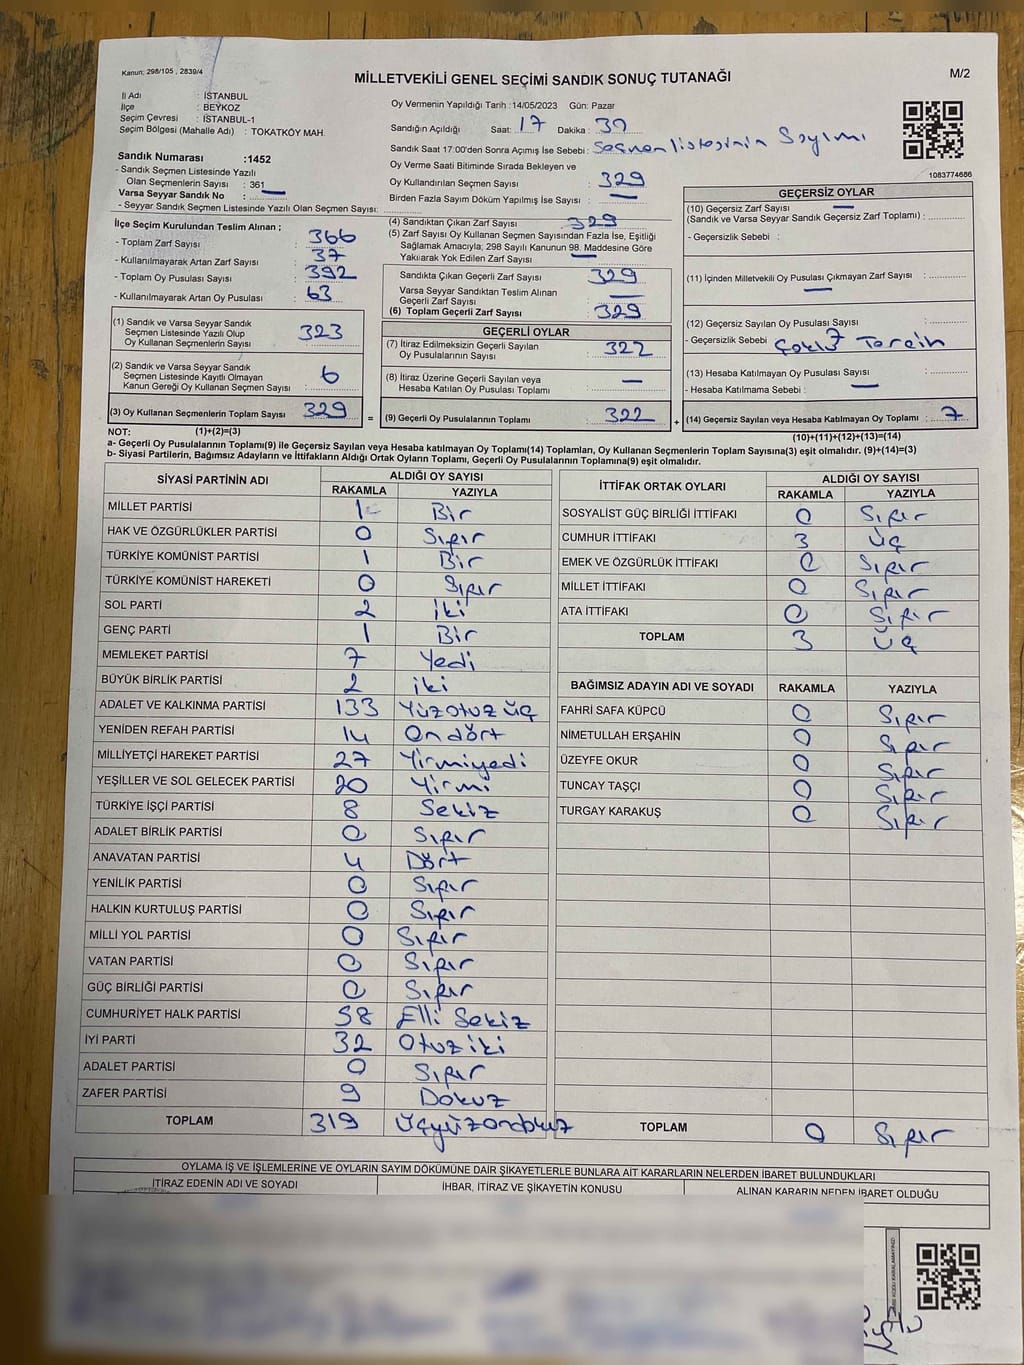 Kanun; 298/105 , 2839/4
MİLLETVEKİLİ GENEL SEÇİMİ SANDIK SONUÇ TUTANAĞI
M/2
İl Adı : İSTANBUL
İlçe : BEYKOZ
Seçim Çevresi : İSTANBUL-1
Seçim Bölgesi (Mahalle Adı) : TOKATKÖY MAH.
Oy Vermenin Yapıldığı Tarih :14/05/2023 Gün: Pazar
Sandığın Açıldığı Saat: 17 Dakika: 37
Sandık Saat 17:00'den Sonra Açımış İse Sebebi: Seçmen listesinin Sayımı
Sandık Numarası :1452
- Sandık Seçmen Listesinde Yazılı
Olan Seçmenlerin Sayısı : 361
Varsa Seyyar Sandık No : —
- Seyyar Sandık Seçmen Listesinde Yazılı Olan Seçmen Sayısı:
Oy Verme Saati Bitiminde Sırada Bekleyen ve
Oy Kullandırılan Seçmen Sayısı : 329
Birden Fazla Sayım Döküm Yapılmış İse Sayısı : —
1083774686
İlçe Seçim Kurulundan Teslim Alınan ;
- Toplam Zarf Sayısı : 366
- Kullanılmayarak Artan Zarf Sayısı : 37
- Toplam Oy Pusulası Sayısı : 392
- Kullanılmayarak Artan Oy Pusulası : 63
(4) Sandıktan Çıkan Zarf Sayısı : 329
(5) Zarf Sayısı Oy Kullanan Seçmen Sayısından Fazla İse, Eşitliği
Sağlamak Amacıyla; 298 Sayılı Kanunun 98. Maddesine Göre
Yakılarak Yok Edilen Zarf Sayısı : —
Sandıkta Çıkan Geçerli Zarf Sayısı : 329
Varsa Seyyar Sandıktan Teslim Alınan
Geçerli Zarf Sayısı : —
(6) Toplam Geçerli Zarf Sayısı : 329
GEÇERSİZ OYLAR
(10) Geçersiz Zarf Sayısı : —
(Sandık ve Varsa Seyyar Sandık Geçersiz Zarf Toplamı) :
- Geçersizlik Sebebi :
(11) İçinden Milletvekili Oy Pusulası Çıkmayan Zarf Sayısı : —
(12) Geçersiz Sayılan Oy Pusulası Sayısı : 7
- Geçersizlik Sebebi : Çoklu Tercih
(13) Hesaba Katılmayan Oy Pusulası Sayısı :
- Hesaba Katılmama Sebebi : —
(14) Geçersiz Sayılan veya Hesaba Katılmayan Oy Toplamı : 7
(10)+(11)+(12)+(13)=(14)
(1) Sandık ve Varsa Seyyar Sandık
Seçmen Listesinde Yazılı Olup
Oy Kullanan Seçmenlerin Sayısı : 323
(2) Sandık ve Varsa Seyyar Sandık
Seçmen Listesinde Kayıtlı Olmayan
Kanun Gereği Oy Kullanan Seçmen Sayısı : 6
(3) Oy Kullanan Seçmenlerin Toplam Sayısı : 329 =
(1)+(2)=(3)
GEÇERLİ OYLAR
(7) İtiraz Edilmeksizin Geçerli Sayılan
Oy Pusulalarının Sayısı : 322
(8) İtiraz Üzerine Geçerli Sayılan veya
Hesaba Katılan Oy Pusulası Toplamı : —
(9) Geçerli Oy Pusulalarının Toplamı : 322 +
NOT:
a- Geçerli Oy Pusulalarının Toplamı(9) ile Geçersiz Sayılan veya Hesaba katılmayan Oy Toplamı(14) Toplamları, Oy Kullanan Seçmenlerin Toplam Sayısına(3) eşit olmalıdır. (9)+(14)=(3)
b- Siyasi Partilerin, Bağımsız Adayların ve İttifakların Aldığı Ortak Oyların Toplamı, Geçerli Oy Pusulalarının Toplamına(9) eşit olmalıdır.
SİYASİ PARTİNİN ADI ALDIĞI OY SAYISI
RAKAMLA YAZIYLA
MİLLET PARTİSİ 1 Bir
HAK VE ÖZGÜRLÜKLER PARTİSİ 0 Sıfır
TÜRKİYE KOMÜNİST PARTİSİ 1 Bir
TÜRKİYE KOMÜNİST HAREKETİ 0 Sıfır
SOL PARTİ 2 iki
GENÇ PARTİ 1 Bir
MEMLEKET PARTİSİ 7 Yedi
BÜYÜK BİRLİK PARTİSİ 2 iki
ADALET VE KALKINMA PARTİSİ 133 Yüzotuz üç
YENİDEN REFAH PARTİSİ 14 On dört
MİLLİYETÇİ HAREKET PARTİSİ 27 Yirmiyedi
YEŞİLLER VE SOL GELECEK PARTİSİ 20 Yirmi
TÜRKİYE İŞÇİ PARTİSİ 8 Sekiz
ADALET BİRLİK PARTİSİ 0 Sıfır
ANAVATAN PARTİSİ 4 Dört
YENİLİK PARTİSİ 0 Sıfır
HALKIN KURTULUŞ PARTİSİ 0 Sıfır
MİLLİ YOL PARTİSİ 0 Sıfır
VATAN PARTİSİ 0 Sıfır
GÜÇ BİRLİĞİ PARTİSİ 0 Sıfır
CUMHURİYET HALK PARTİSİ 58 Elli Sekiz
İYİ PARTİ 32 Otuz iki
ADALET PARTİSİ 0 Sıfır
ZAFER PARTİSİ 9 Dokuz
TOPLAM 319 Üçyüzondokuz
İTTİFAK ORTAK OYLARI ALDIĞI OY SAYISI
RAKAMLA YAZIYLA
SOSYALİST GÜÇ BİRLİĞİ İTTİFAKI 0 Sıfır
CUMHUR İTTİFAKI 3 Üç
EMEK VE ÖZGÜRLÜK İTTİFAKI 0 Sıfır
MİLLET İTTİFAKI 0 Sıfır
ATA İTTİFAKI 0 Sıfır
TOPLAM 3 Üç
BAĞIMSIZ ADAYIN ADI VE SOYADI RAKAMLA YAZIYLA
FAHRİ SAFA KÜPCÜ 0 Sıfır
NİMETULLAH ERŞAHİN 0 Sıfır
ÜZEYFE OKUR 0 Sıfır
TUNCAY TAŞÇI 0 Sıfır
TURGAY KARAKUŞ 0 Sıfır
TOPLAM 0 Sıfır
OYLAMA İŞ VE İŞLEMLERİNE VE OYLARIN SAYIM DÖKÜMÜNE DAİR ŞİKAYETLERLE BUNLARA AİT KARARLARIN NELERDEN İBARET BULUNDUKLARI
İTİRAZ EDENİN ADI VE SOYADI İHBAR, İTİRAZ VE ŞİKAYETİN KONUSU ALINAN KARARIN NEDEN İBARET OLDUĞU